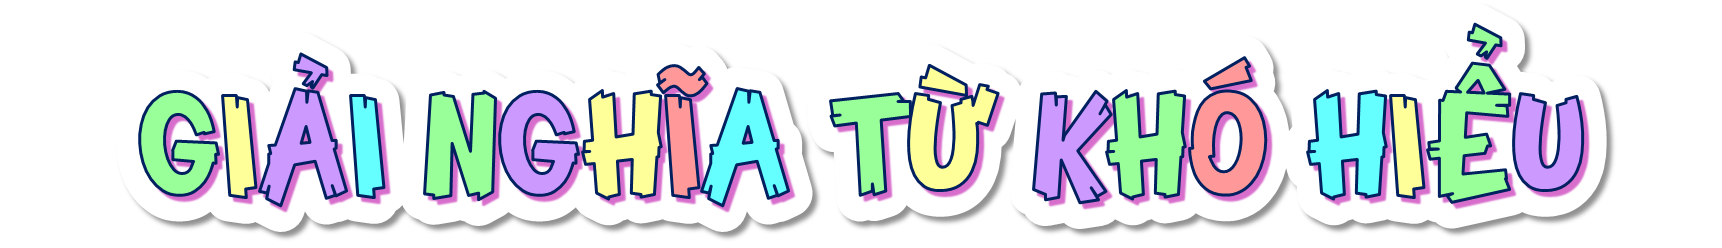 GIẢI NGHĨA TỪ KHÓ HIỂU